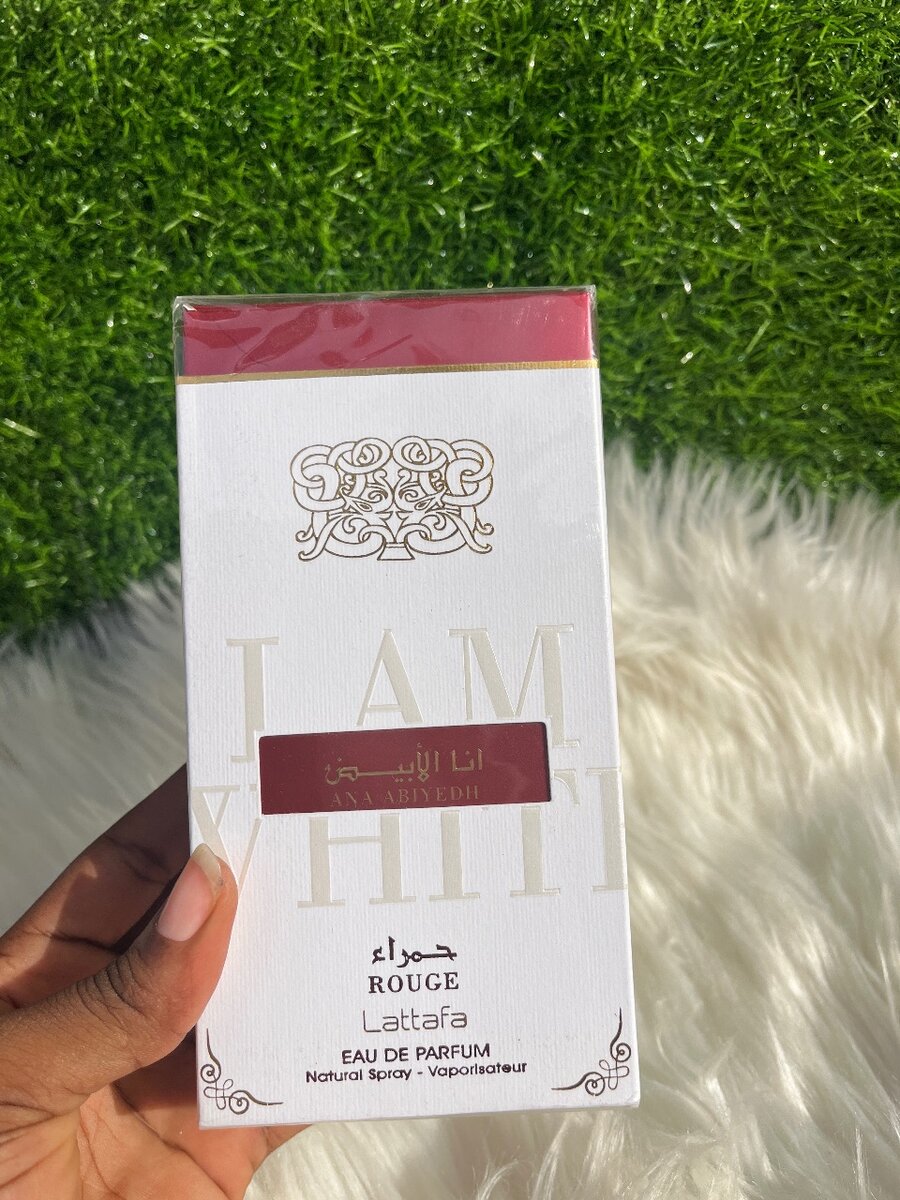 I AM
انا الأبيض
ANA ABIYEDH
WHITE
حمراء
ROUGE
Lattafa
EAU DE PARFUM
Natural Spray - Vaporisateur